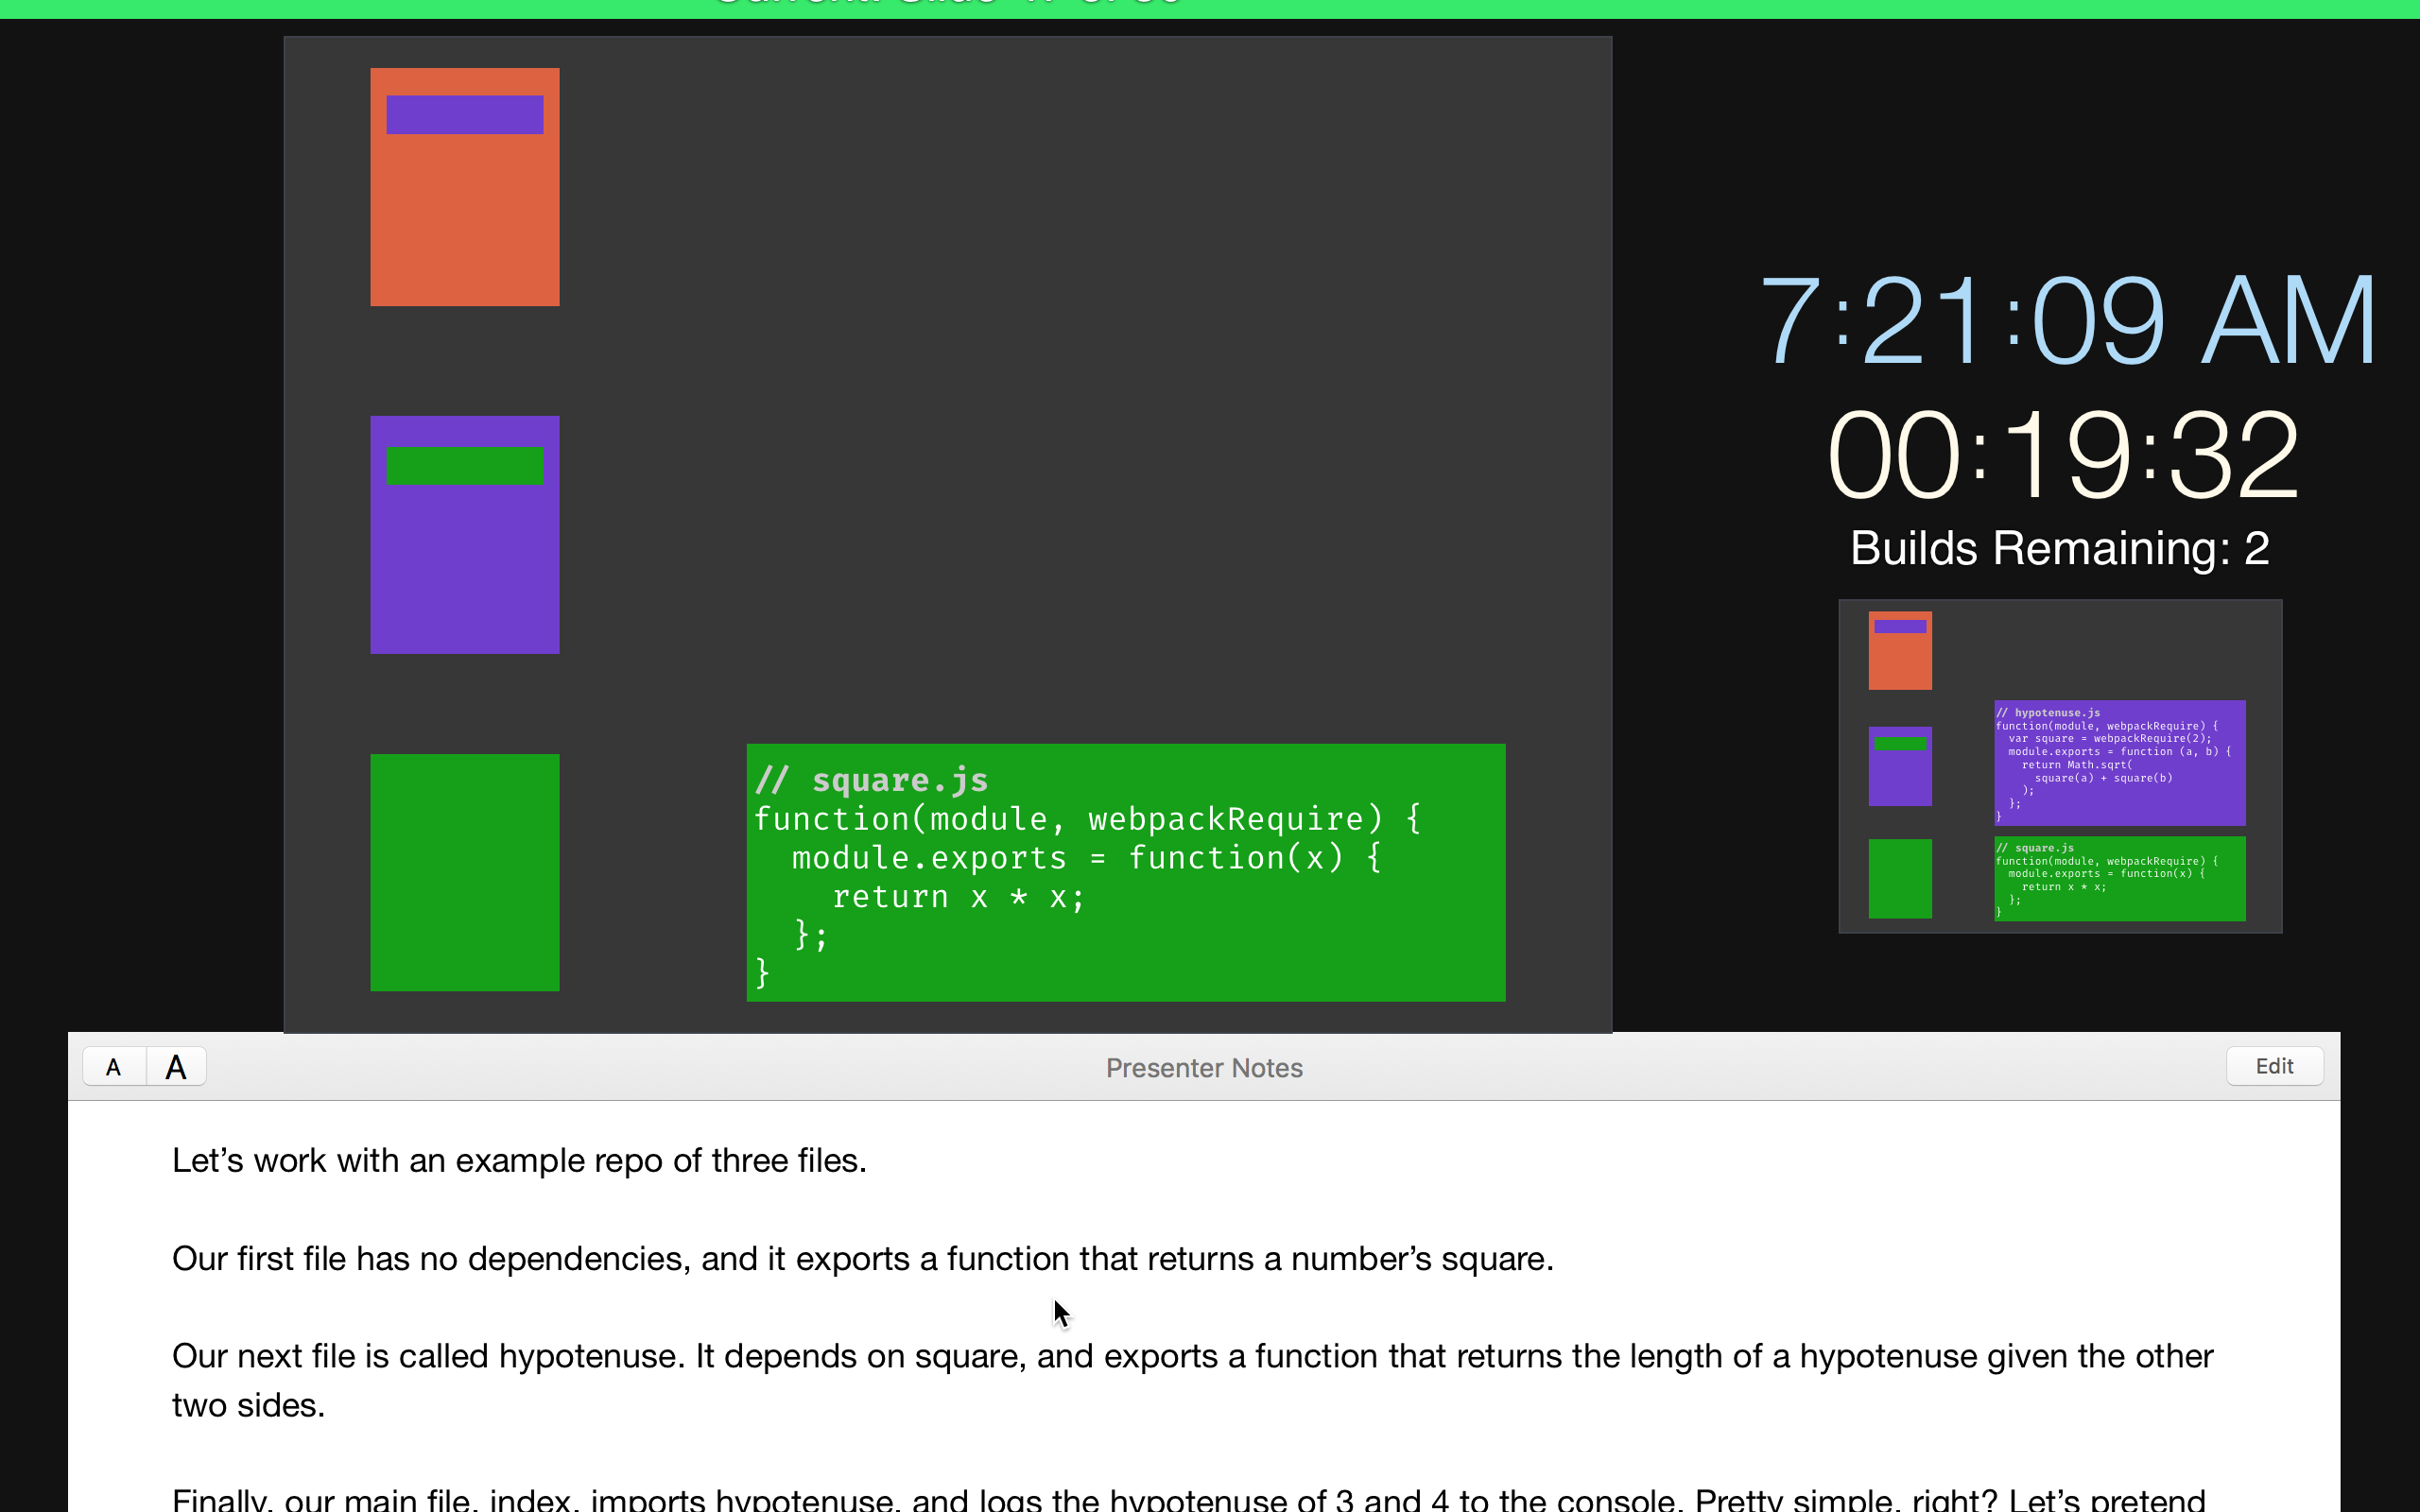 // square.js
function(module, webpackRequire) {
module.exports = function(x) {
return x * x;
};
}
7:21:09 AM
00:19:32
Builds Remaining: 2
// hypotenuse.js
function(module, webpackRequire) {
var square = webpackRequire(2);
module.exports = function (a, b) {
return Math.sqrt(
square(a) + square(b)
);
};
}
// square.js
function(module, webpackRequire) {
module.exports = function(x) {
return x * x;
};
}
A A
Presenter Notes
Edit
Let’s work with an example repo of three files.
Our first file has no dependencies, and it exports a function that returns a number’s square.
Our next file is called hypotenuse. It depends on square, and exports a function that returns the length of a hypotenuse given the other
two sides.
Finally, our main file, index, imports hypotenuse, and logs the hypotenuse of 3 and 4 to the console. Pretty simple, right? Let’s pretend